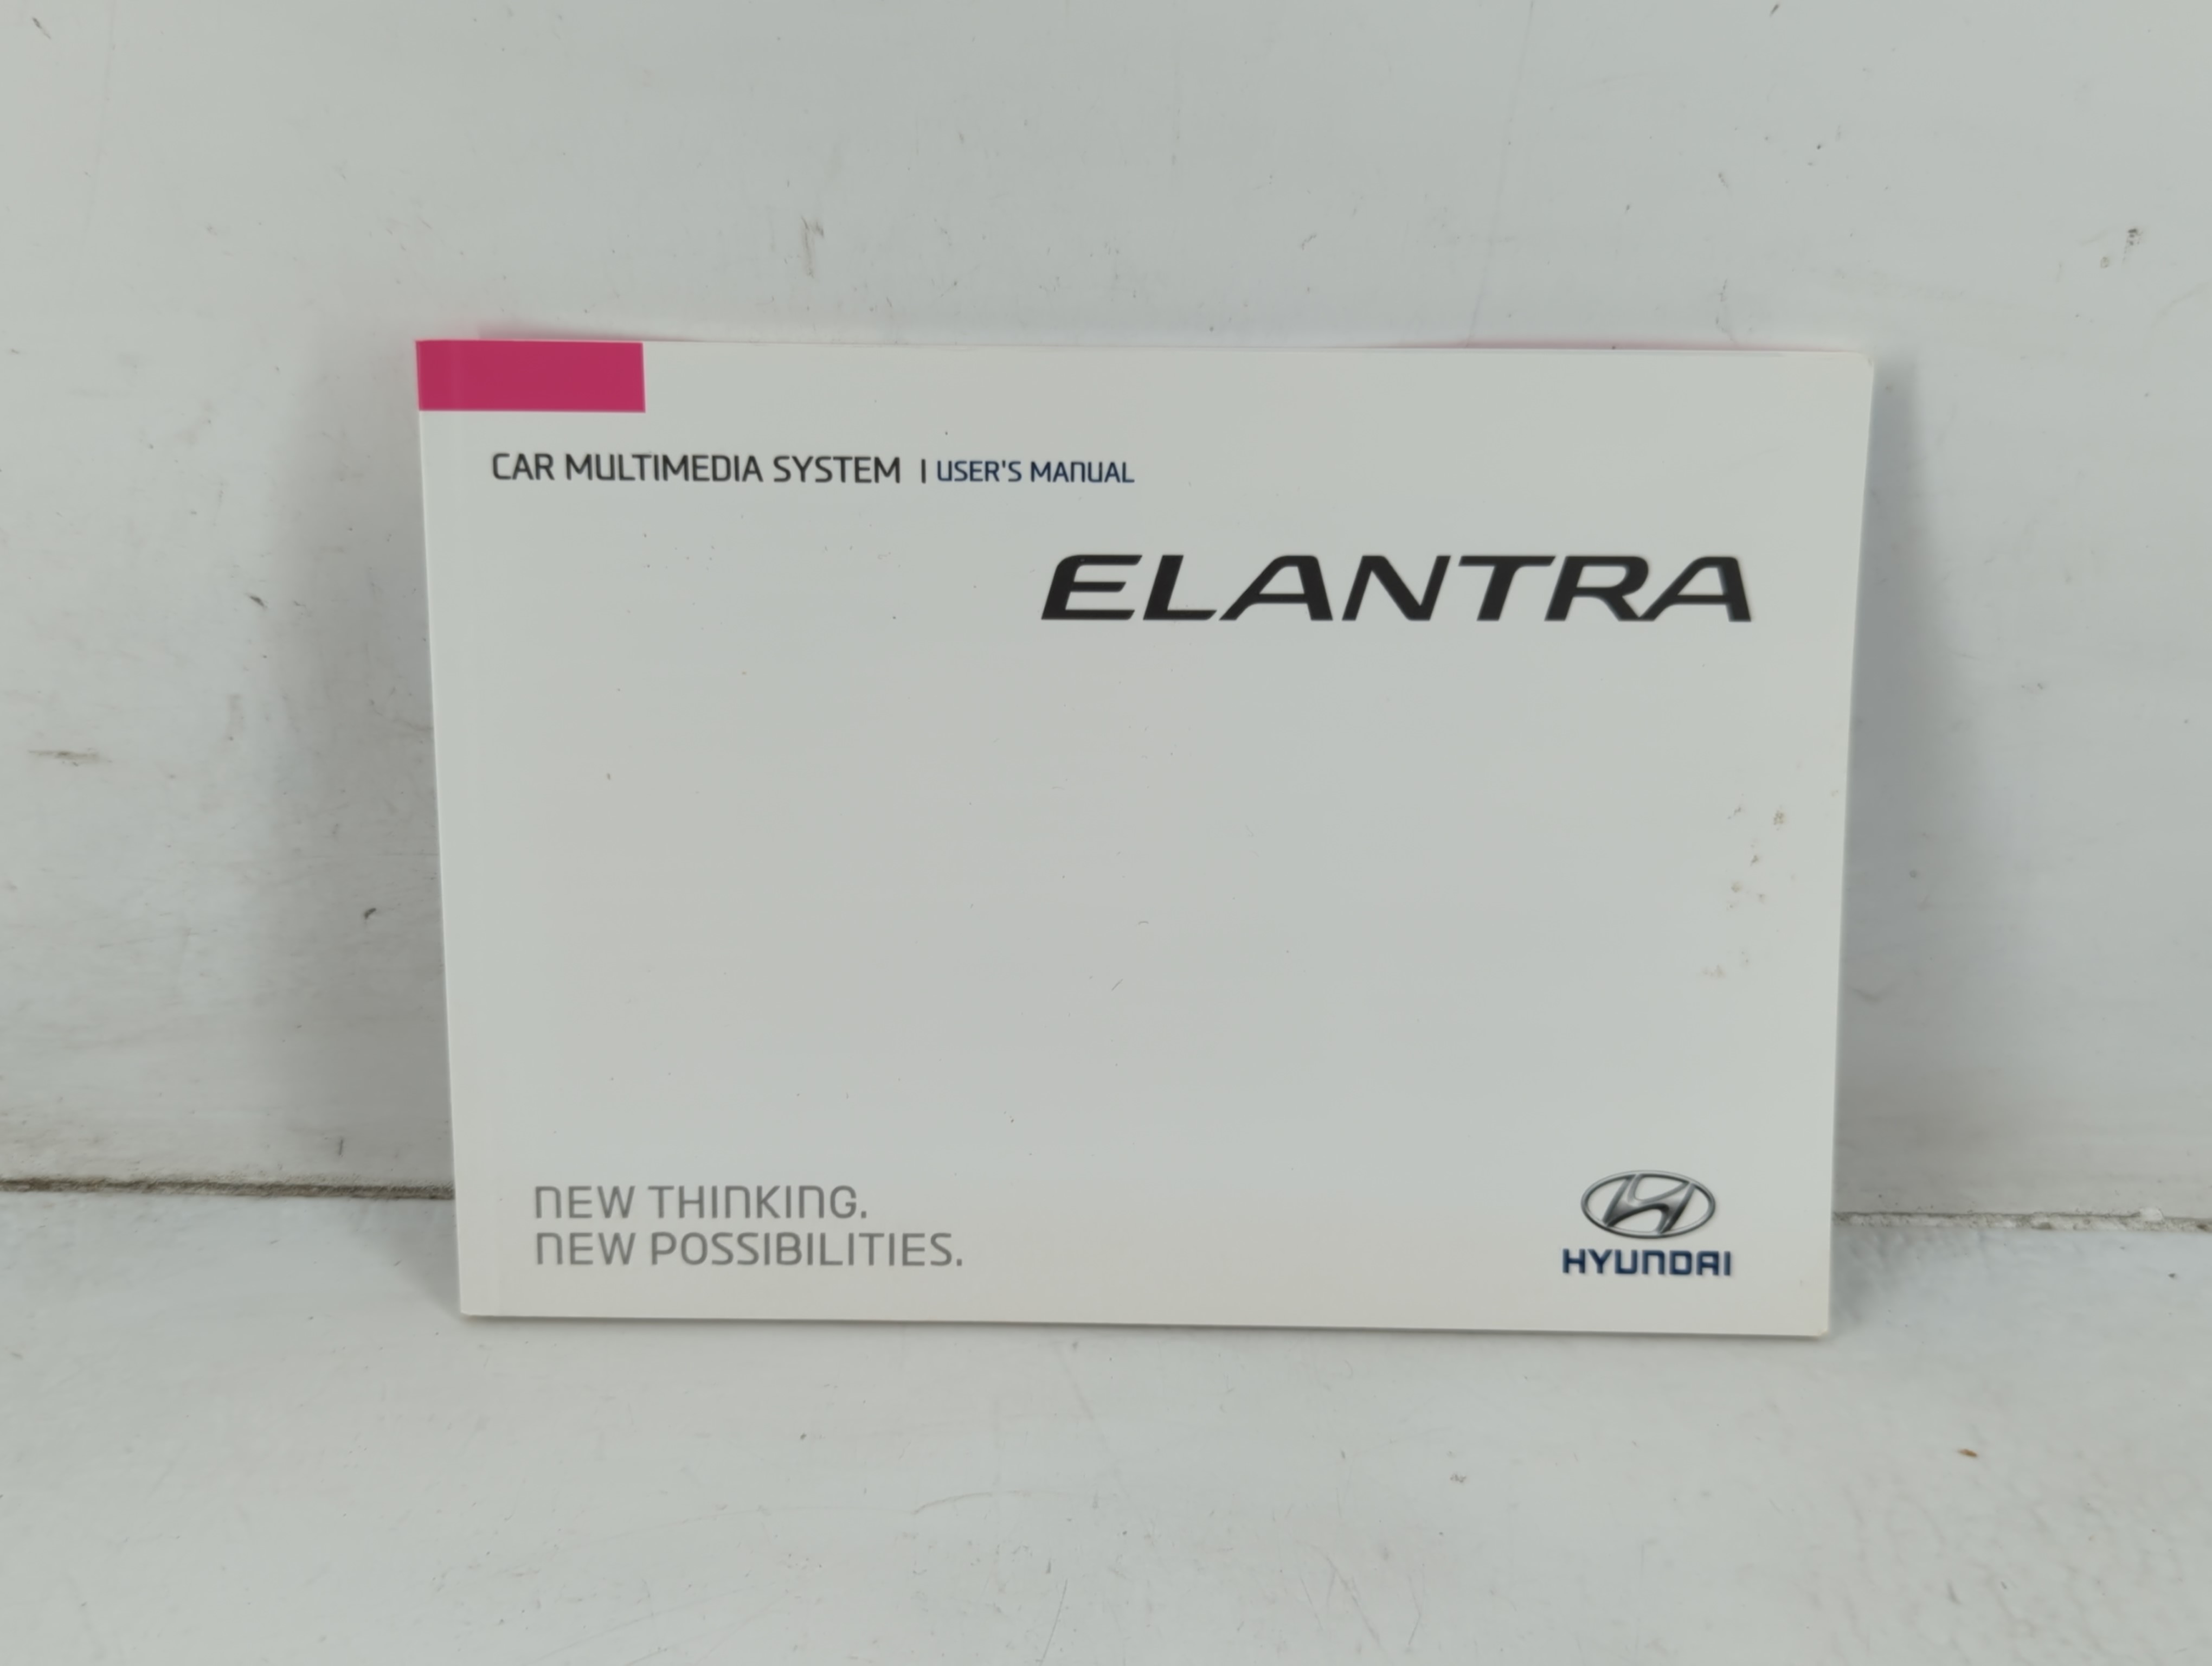 CAR MULTIMEDIA SYSTEM | USER'S MANUAL
ELANTRA
NEW THINKING.
NEW POSSIBILITIES.
HYUNDAI